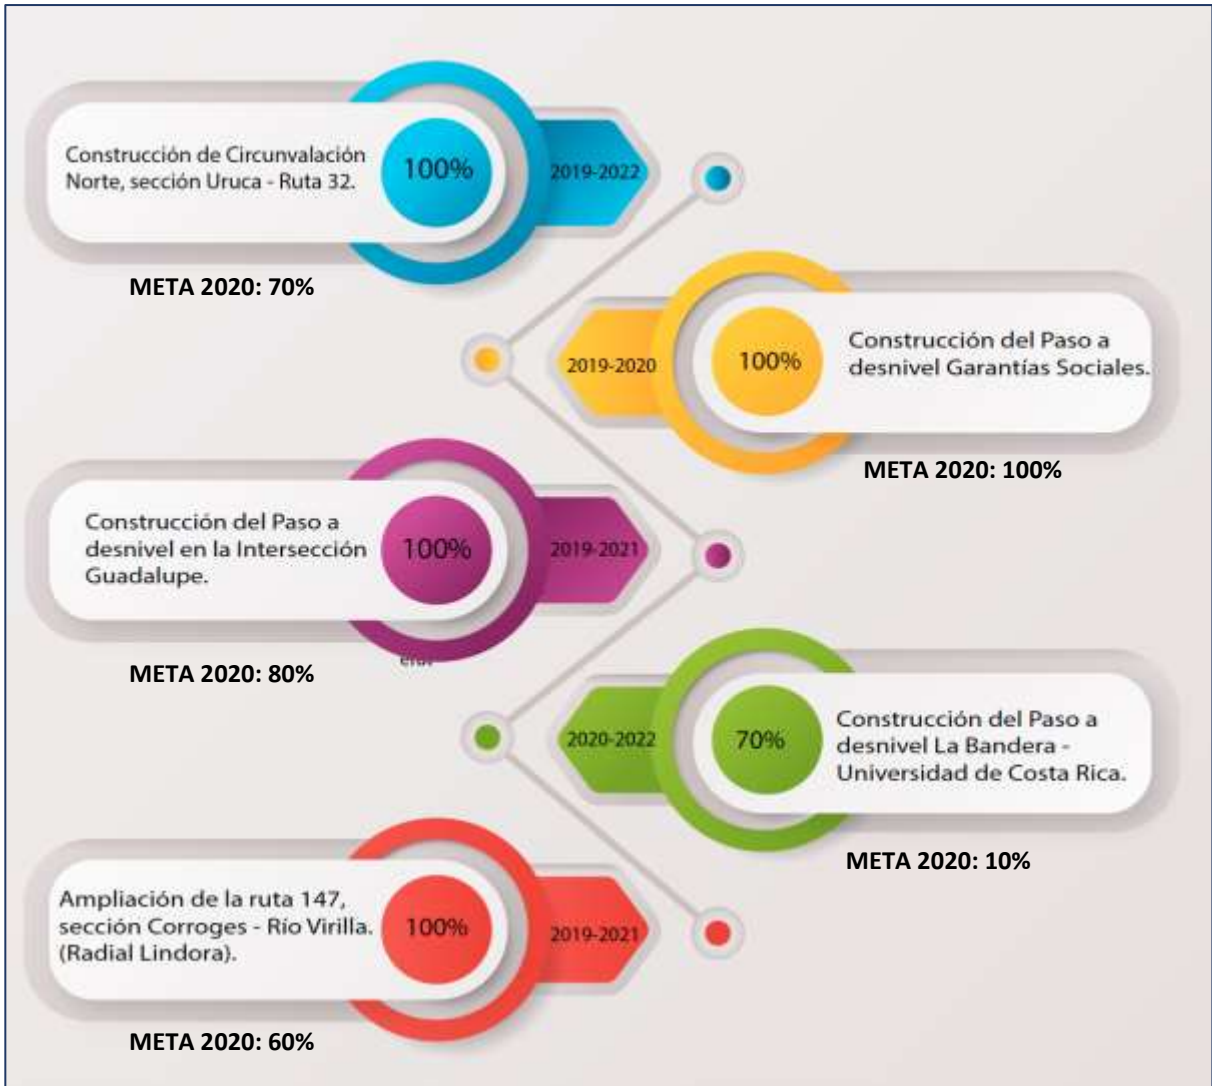 Construcción de Circunvalación
Norte, sección Uruca - Ruta 32.
100%
2019-2022
META 2020: 70%
2019-2020
100%
Construcción del Paso a
desnivel Garantías Sociales.
META 2020: 100%
Construcción del Paso a
desnivel en la Intersección
Guadalupe.
100%
2019-2021
META 2020: 80%
2020-2022
70%
Construcción del Paso a
desnivel La Bandera -
Universidad de Costa Rica.
META 2020: 10%
Ampliación de la ruta 147,
sección Corroges - Río Virilla.
(Radial Lindora).
100%
2019-2021
META 2020: 60%